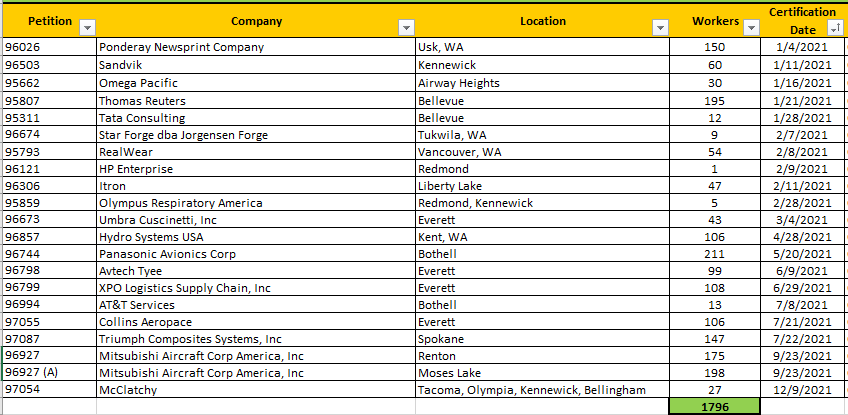 Petition Company Location Workers Certification Date
96026 Ponderay Newsprint Company Usk, WA 150 1/4/2021
96503 Sandvik Kennewick 60 1/11/2021
95662 Omega Pacific Airway Heights 30 1/16/2021
95807 Thomas Reuters Bellevue 195 1/21/2021
95311 Tata Consulting Bellevue 12 1/28/2021
96674 Star Forge dba Jorgensen Forge Tukwila, WA 9 2/7/2021
95793 RealWear Vancouver, WA 54 2/8/2021
96121 HP Enterprise Redmond 1 2/9/2021
96306 Itron Liberty Lake 47 2/11/2021
95859 Olympus Respiratory America Redmond, Kennewick 5 2/28/2021
96673 Umbra Cuscinetti, Inc Everett 43 3/4/2021
96857 Hydro Systems USA Kent, WA 106 4/28/2021
96744 Panasonic Avionics Corp Bothell 211 5/20/2021
96798 Avtech Tyee Everett 99 6/9/2021
96799 XPO Logistics Supply Chain, Inc Everett 108 6/29/2021
96994 AT&T Services Bothell 13 7/8/2021
97055 Collins Aeropace Everett 106 7/21/2021
97087 Triumph Composites Systems, Inc Spokane 147 7/22/2021
96927 Mitsubishi Aircraft Corp America, Inc Renton 175 9/23/2021
96927 (A) Mitsubishi Aircraft Corp America, Inc Moses Lake 198 9/23/2021
97054 McClatchy Tacoma, Olympia, Kennewick, Bellingham 27 12/9/2021
1796